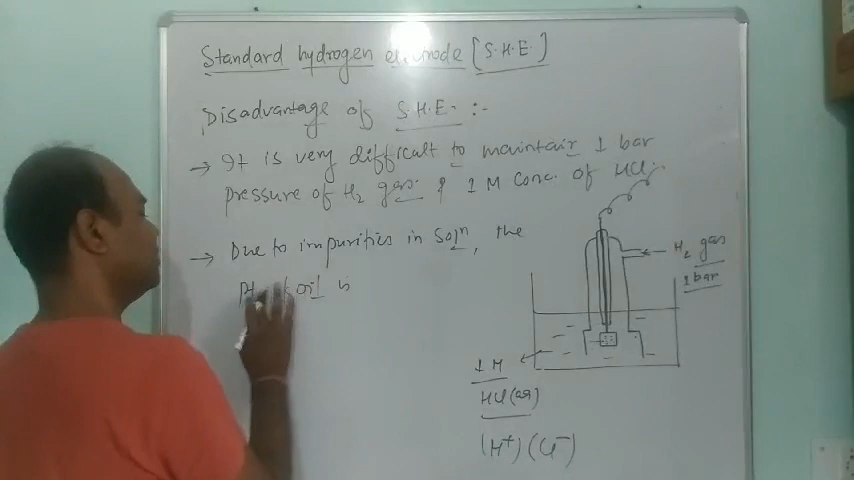 Standard hydrogen electrode [S.H.E.]
Disadvantage of S.H.E. :-
→ It is very difficult to maintain 1 bar
pressure of H₂ gas & 1 M conc. of HCl.
→ Due to impurities in Solⁿ, the
Pt is
H₂ gas
1 bar
1 M
HCl(aq)
(H⁺)(Cl⁻)